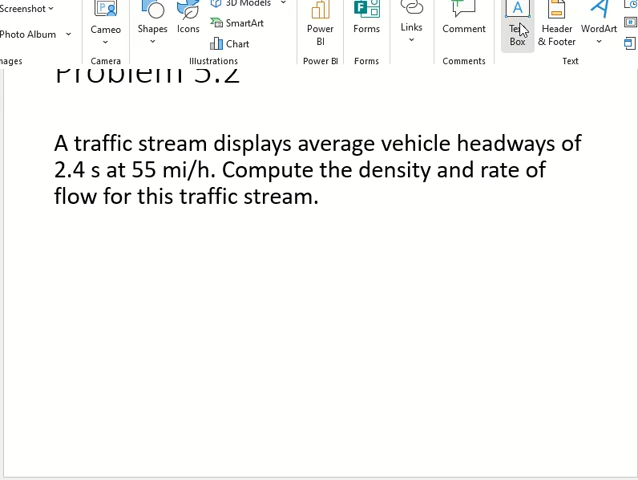 Screenshot
3D Models
Photo Album
Cameo
Shapes
Icons
SmartArt
Chart
Power BI
Forms
Links
Comment
Text Box
Header & Footer
WordArt
Camera
Illustrations
Power BI
Forms
Comments
Text
Problem 5.2
A traffic stream displays average vehicle headways of
2.4 s at 55 mi/h. Compute the density and rate of
flow for this traffic stream.